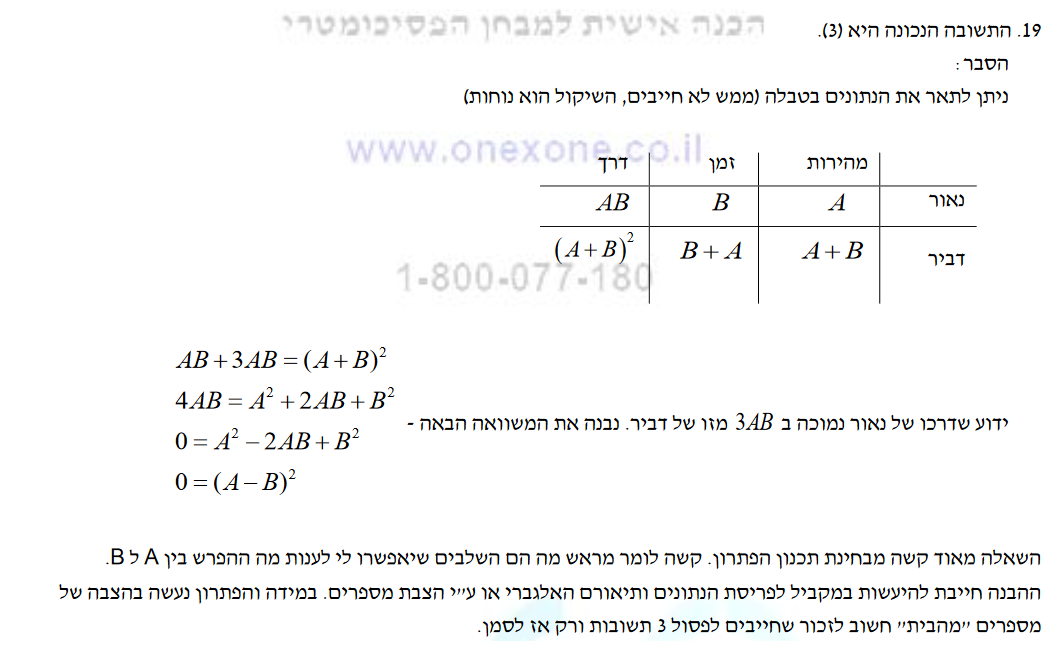 הכנה אישית למבחן הפסיכומטרי
19. התשובה הנכונה היא (3).
הסבר:
ניתן לתאר את הנתונים בטבלה (ממש לא חייבים, השיקול הוא נוחות)
www.onexone.co.il
מהירות זמן דרך
נאור A B AB
דביר A+B B+A (A+B)²
1-800-077-180
AB+3AB=(A+B)²
4AB=A²+2AB+B²
ידוע שדרכו של נאור נמוכה ב 3AB מזו של דביר. נבנה את המשוואה הבאה -
0=A²−2AB+B²
0=(A−B)²
השאלה מאוד קשה מבחינת תכנון הפתרון. קשה לומר מראש מה הם השלבים שיאפשרו לי לענות מה ההפרש בין A ל B.
ההבנה חייבת להיעשות במקביל לפריסת הנתונים ותיאורם האלגברי או ע״י הצבת מספרים. במידה והפתרון נעשה בהצבה של
מספרים ״מהבית״ חשוב לזכור שחייבים לפסול 3 תשובות ורק אז לסמן.